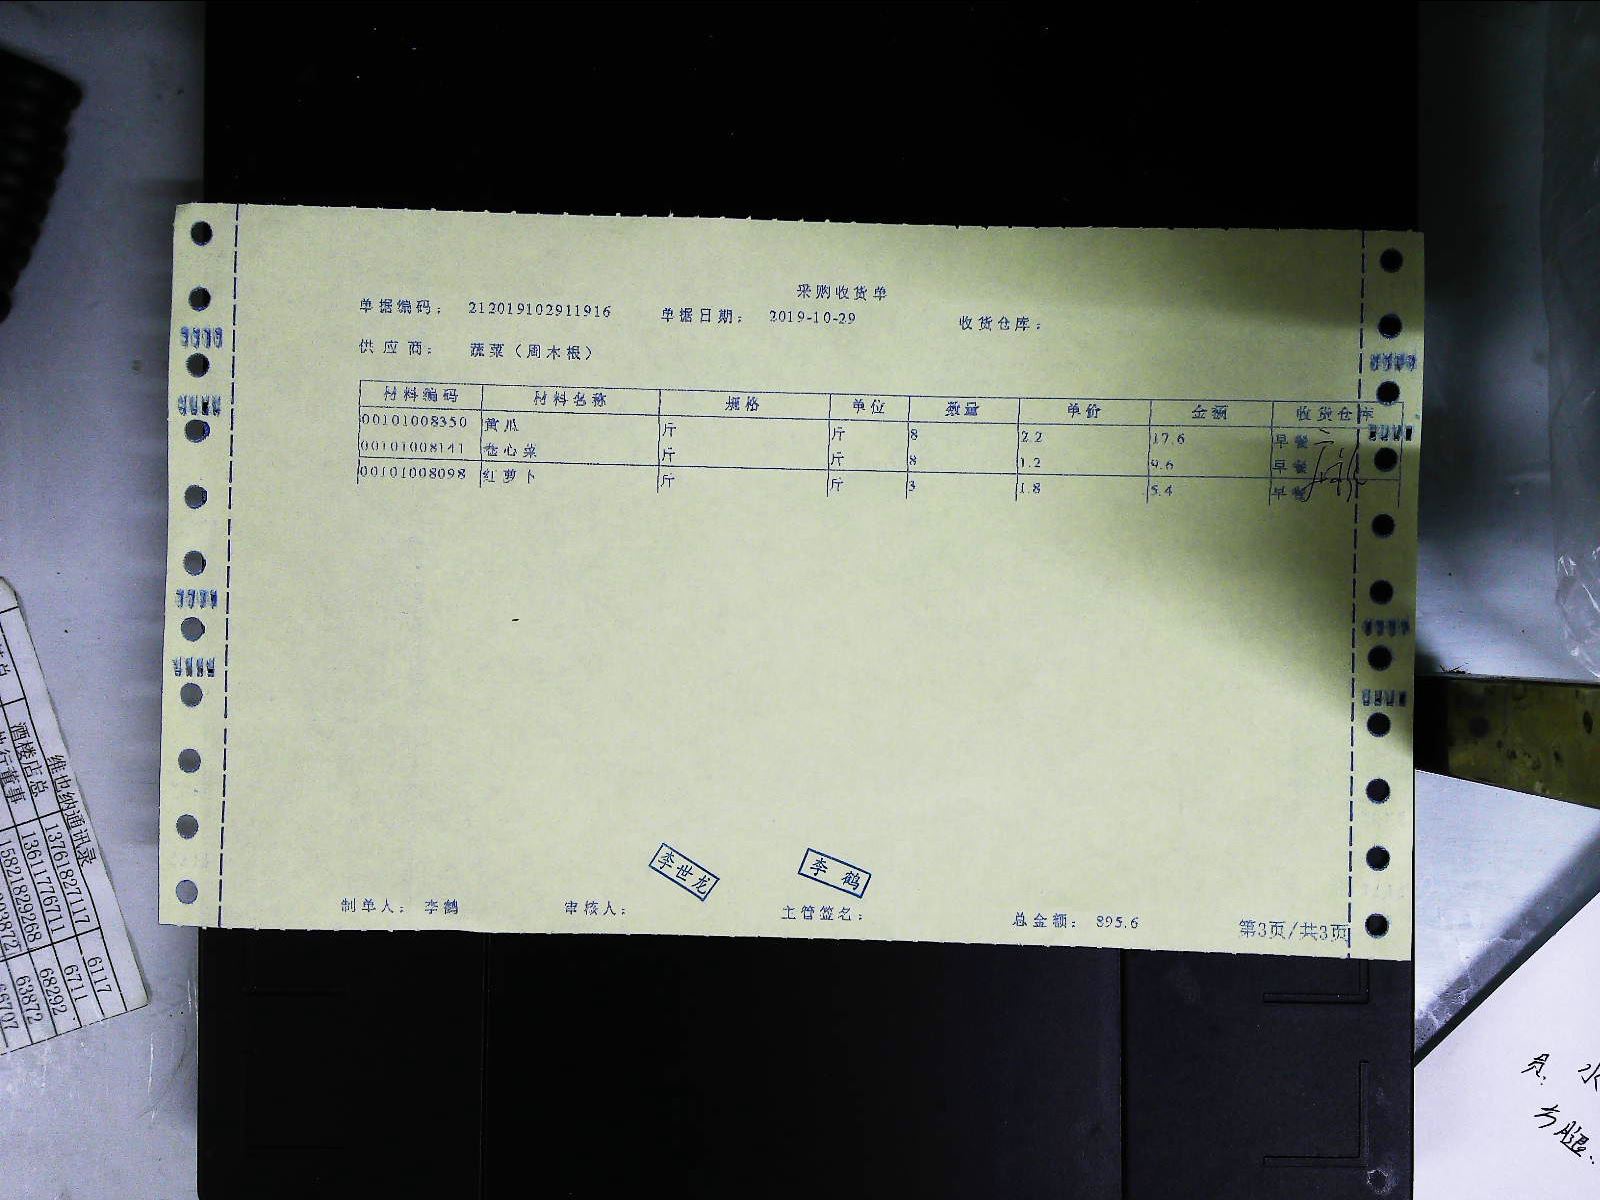 采购收货单
单据编码： 212019102911916 单据日期： 2019-10-29 收货仓库：
供应商： 蔬菜（周木根）
材料编码 材料名称 规格 单位 数量 单价 金额 收货仓库
00101008350 黄瓜 斤 斤 8 2.2 17.6 早餐
00101008141 卷心菜 斤 斤 8 1.2 9.6 早餐
00101008098 红萝卜 斤 斤 3 1.8 5.4 早餐
李世龙 李鹤
制单人： 李鹤 审核人： 主管签名： 总金额： 895.6 第3页/共3页
维也纳通讯录
酒楼店总 13761827117 6117
执行董事 13611776711 6711
15821829268 68292
63872